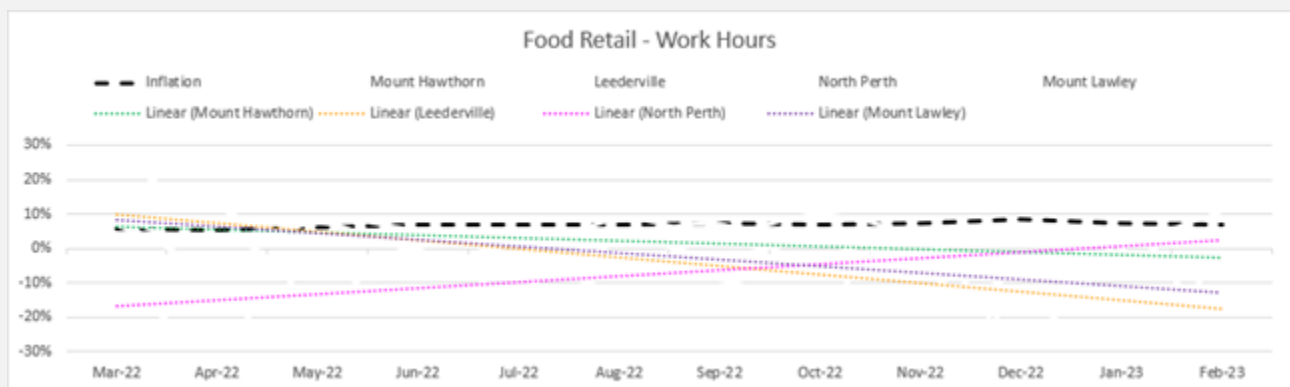 Food Retail - Work Hours
Inflation Mount Hawthorn Leederville North Perth Mount Lawley
Linear (Mount Hawthorn) Linear (Leederville) Linear (North Perth) Linear (Mount Lawley)
30%
20%
10%
0%
-10%
-20%
-30%
Mar-22 Apr-22 May-22 Jun-22 Jul-22 Aug-22 Sep-22 Oct-22 Nov-22 Dec-22 Jan-23 Feb-23